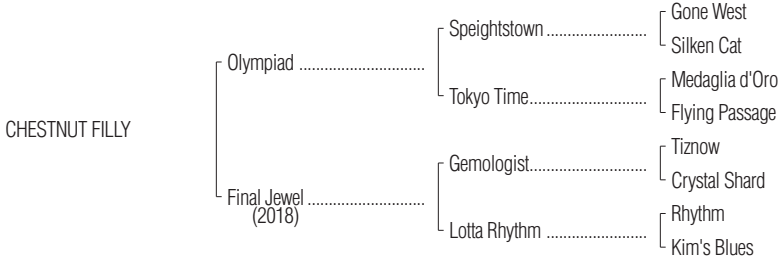 CHESTNUT FILLY
Olympiad ..............................
Final Jewel ............................
(2018)
Speightstown ........................
Tokyo Time............................
Gemologist............................
Lotta Rhythm ........................
Gone West
Silken Cat
Medaglia d'Oro
Flying Passage
Tiznow
Crystal Shard
Rhythm
Kim's Blues